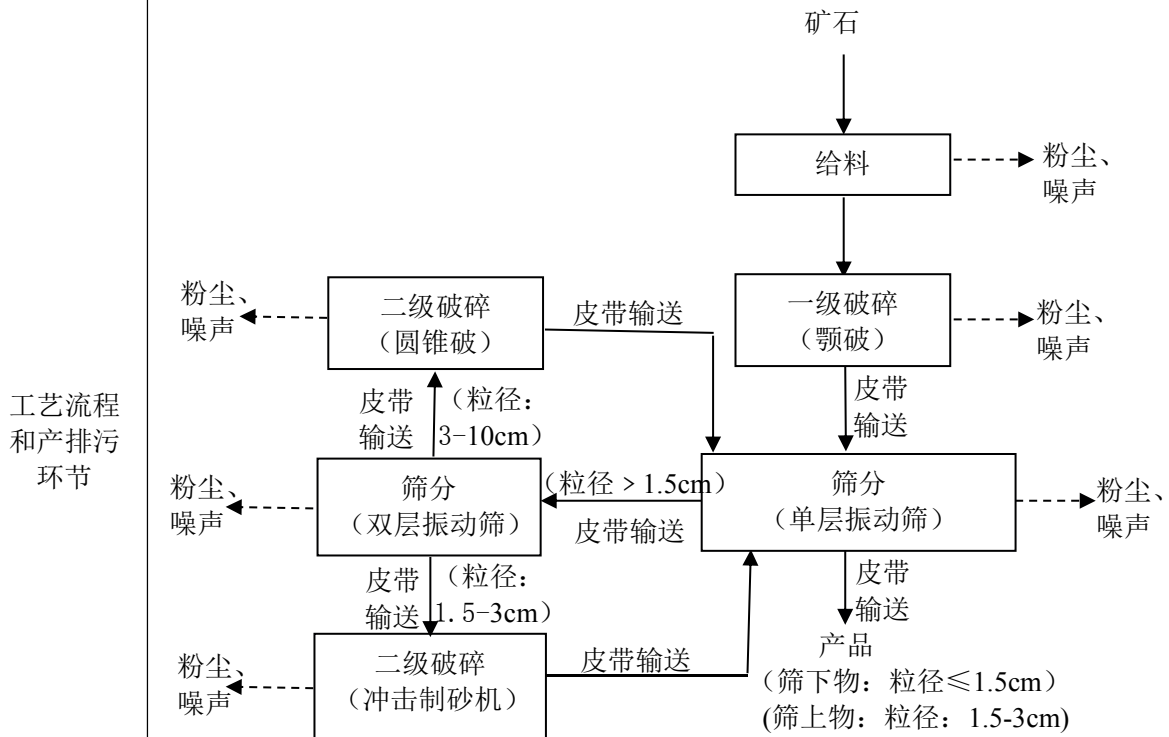 矿石
给料
粉尘、
噪声
一级破碎
（颚破）
粉尘、
噪声
二级破碎
（圆锥破）
粉尘、
噪声
皮带输送
皮带
输送
（粒径：
3-10cm）
皮带
输送
工艺流程
和产排污
环节
筛分
（双层振动筛）
粉尘、
噪声
（粒径﹥1.5cm）
皮带输送
筛分
（单层振动筛）
粉尘、
噪声
皮带
输送
（粒径：
1.5-3cm）
皮带
输送
二级破碎
（冲击制砂机）
粉尘、
噪声
皮带输送
产品
（筛下物：粒径≤1.5cm）
(筛上物：粒径：1.5-3cm)